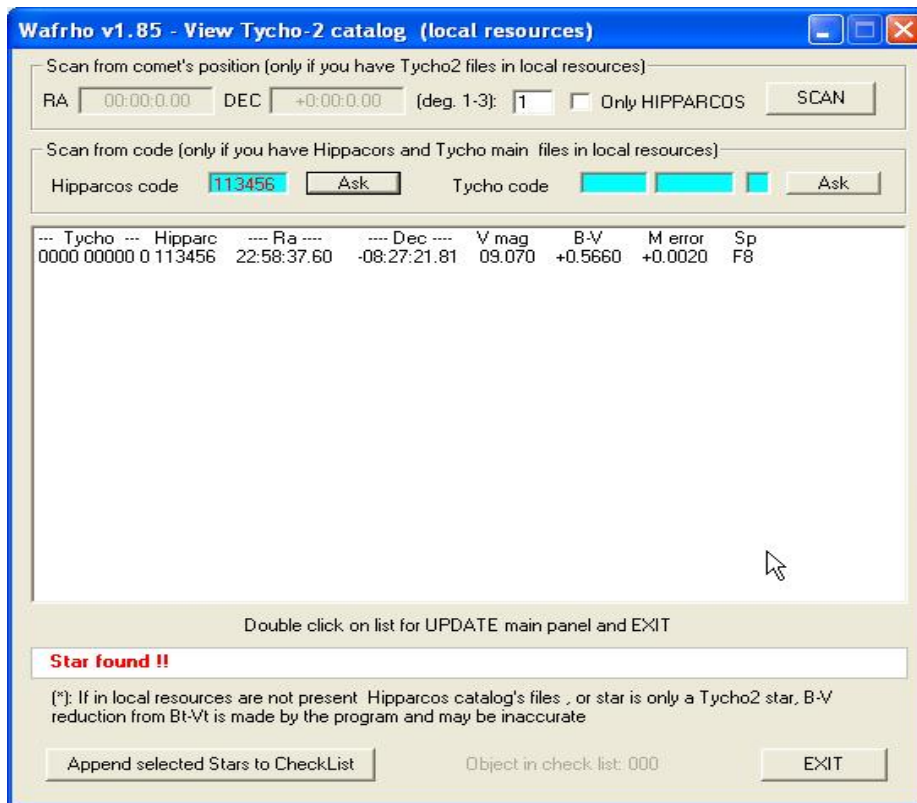 Wafrho v1.85 - View Tycho-2 catalog (local resources)
Scan from comet's position (only if you have Tycho2 files in local resources)
RA 00:00:0.00 DEC +0:00:0.00 (deg. 1-3): 1 Only HIPPARCOS SCAN
Scan from code (only if you have Hippacors and Tycho main files in local resources)
Hipparcos code 113456 Ask Tycho code Ask
--- Tycho --- Hipparc ---- Ra ---- ---- Dec ---- V mag B-V M error Sp
0000 00000 0 113456 22:58:37.60 -08:27:21.81 09.070 +0.5660 +0.0020 F8
Double click on list for UPDATE main panel and EXIT
Star found !!
(*): If in local resources are not present Hipparcos catalog's files , or star is only a Tycho2 star, B-V
reduction from Bt-Vt is made by the program and may be inaccurate
Append selected Stars to CheckList Object in check list: 000 EXIT